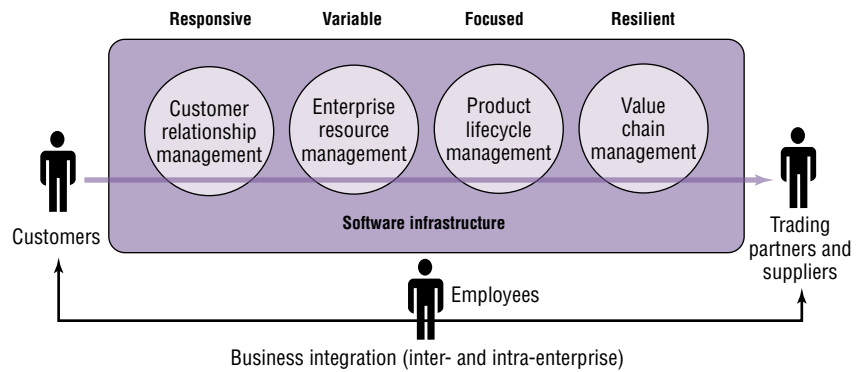 Responsive
Variable
Focused
Resilient
Customer
relationship
management
Enterprise
resource
management
Product
lifecycle
management
Value
chain
management
Software infrastructure
Customers
Trading
partners and
suppliers
Employees
Business integration (inter- and intra-enterprise)